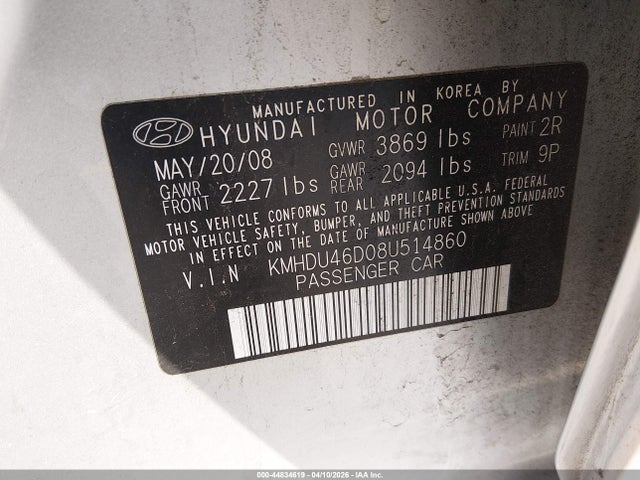 MANUFACTURED IN KOREA BY
HYUNDAI MOTOR COMPANY
MAY/20/08 GVWR 3869 lbs PAINT 2R
GAWR FRONT 2227 lbs GAWR REAR 2094 lbs TRIM 9P
THIS VEHICLE CONFORMS TO ALL APPLICABLE U.S.A. FEDERAL
MOTOR VEHICLE SAFETY, BUMPER, AND THEFT PREVENTION STANDARDS
IN EFFECT ON THE DATE OF MANUFACTURE SHOWN ABOVE
V.I.N KMHDU46D08U514860
PASSENGER CAR
000-44834619 | 04/10/2026 - IAA Inc.